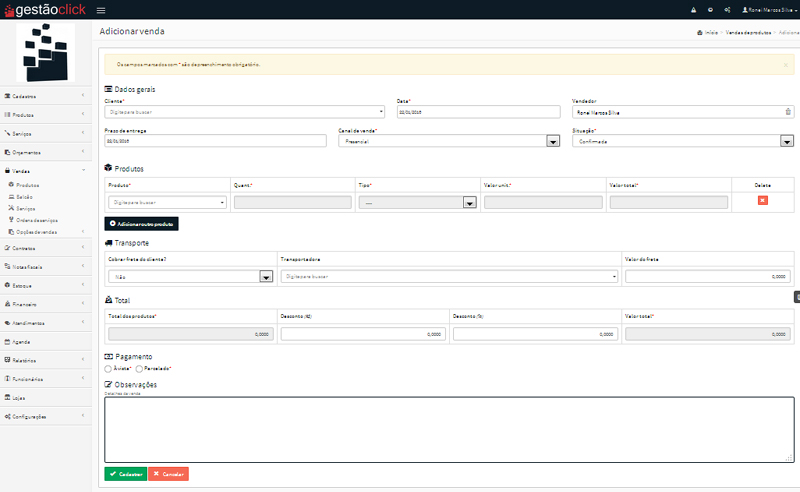 gestãoclick
Ronei Marcos Silva
Adicionar venda
Início > Vendas de produtos > Adicionar
Os campos marcados com * são de preenchimento obrigatório.
Cadastros
Produtos
Serviços
Orçamentos
Vendas
Produtos
Balcão
Serviços
Ordens de serviços
Opções de vendas
Contratos
Notas fiscais
Estoque
Financeiro
Atendimentos
Agenda
Relatórios
Funcionários
Lojas
Configurações
Dados gerais
Cliente* Data* Vendedor
Digite para buscar 22/01/2016 Ronei Marcos Silva
Prazo de entrega Canal de venda* Situação*
22/01/2016 Presencial Confirmada
Produtos
Produto* Quant.* Tipo* Valor unit.* Valor total* Delete
Digite para buscar
Adicionar outro produto
Transporte
Cobrar frete do cliente? Transportadora Valor do frete
Não Digite para buscar 0,0000
Total
Total dos produtos* Desconto (R$) Desconto (%) Valor total*
0,0000 0,0000 0,0000 0,0000
Pagamento
À vista* Parcelado*
Observações
Detalhes da venda
Cadastrar Cancelar